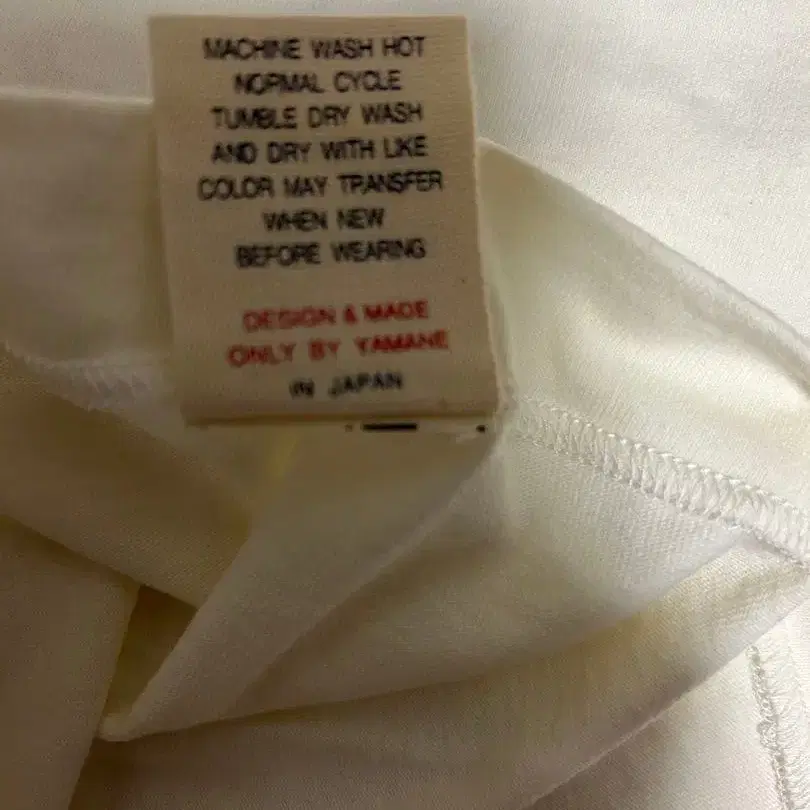 MACHINE WASH HOT
NORMAL CYCLE
TUMBLE DRY WASH
AND DRY WITH LIKE
COLOR MAY TRANSFER
WHEN NEW
BEFORE WEARING
DESIGN & MADE
ONLY BY YAMANE
IN JAPAN